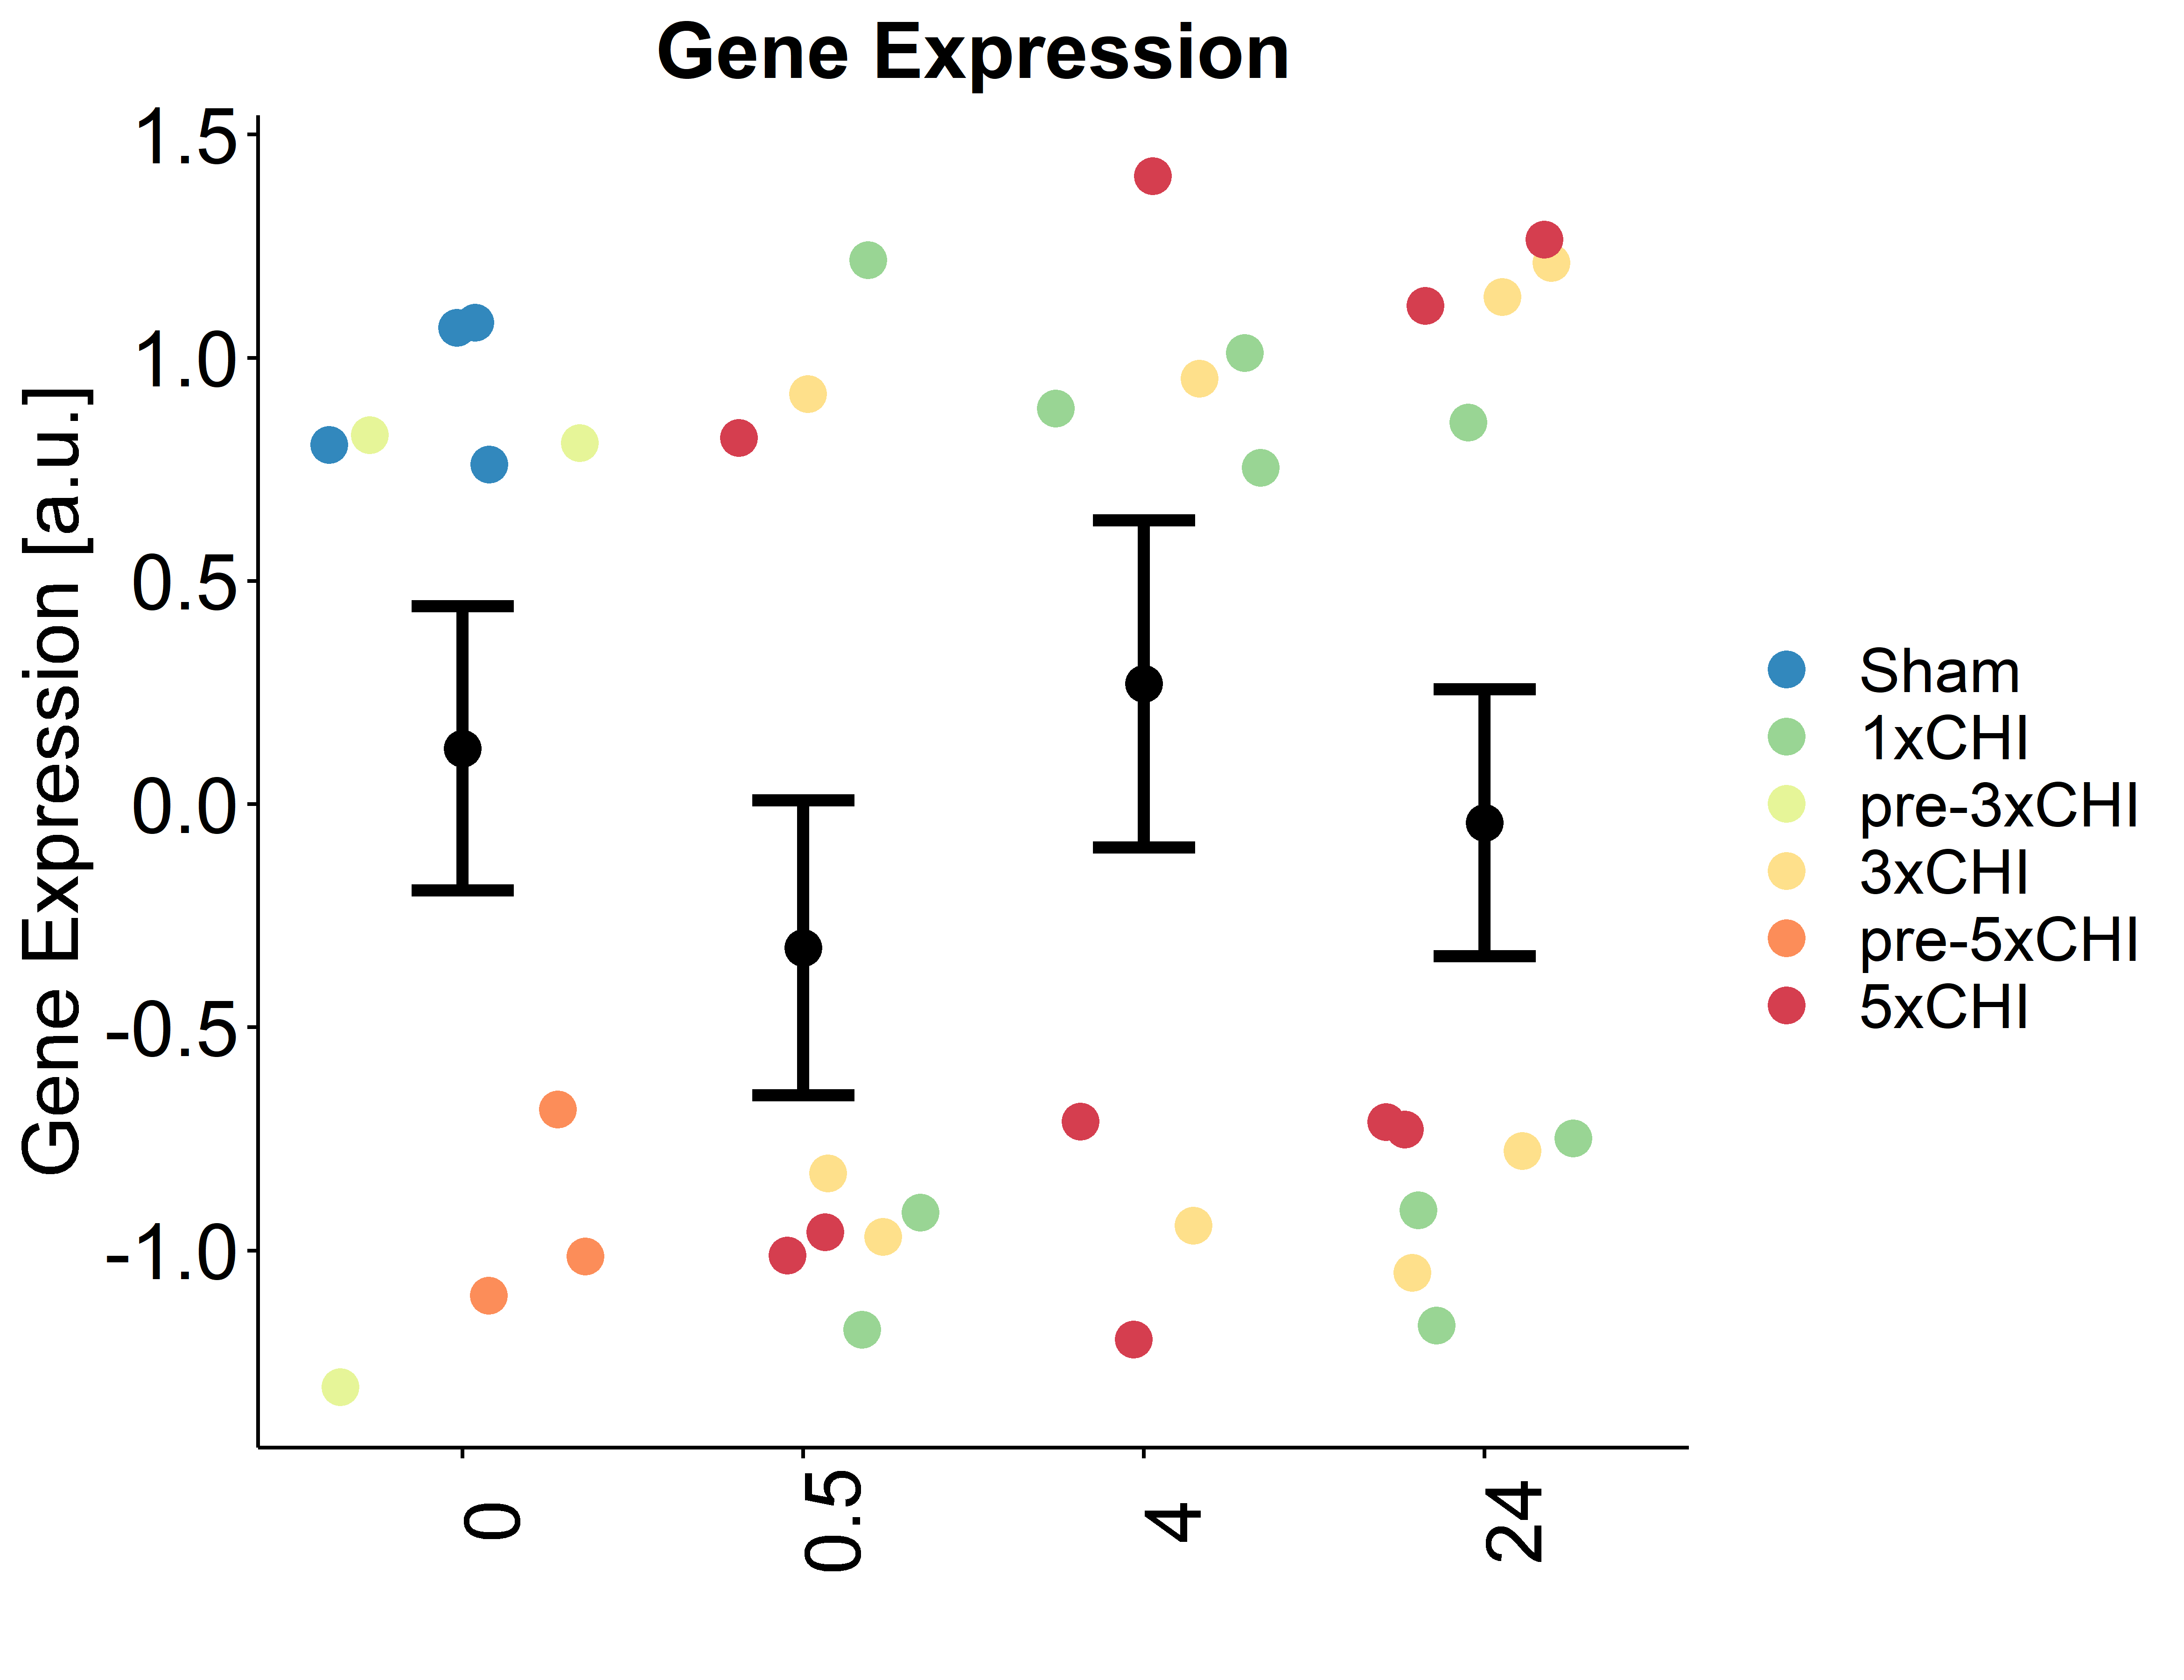 Gene Expression
Gene Expression [a.u.]
1.5
1.0
0.5
0.0
-0.5
-1.0
0
0.5
4
24
Sham
1xCHI
pre-3xCHI
3xCHI
pre-5xCHI
5xCHI